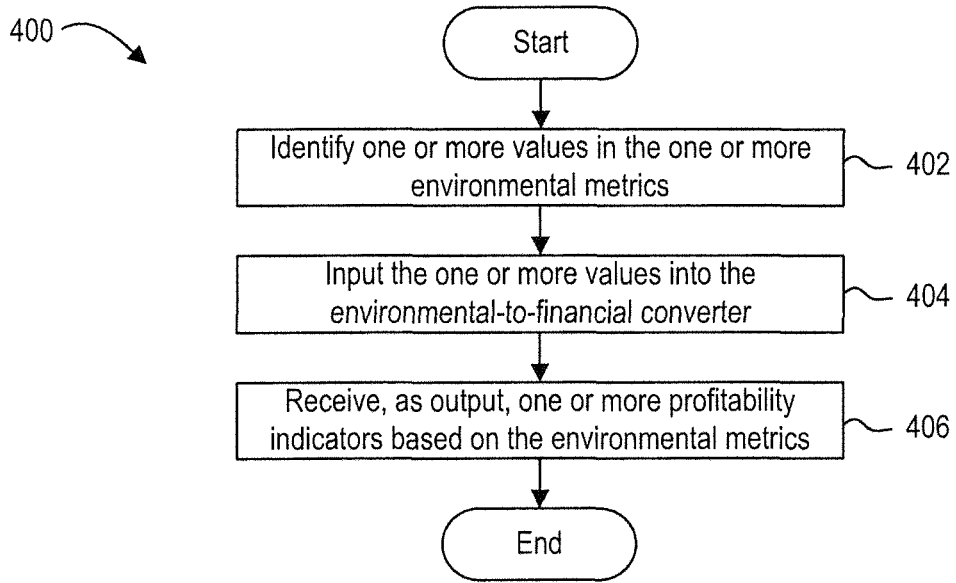 400
Start
Identify one or more values in the one or more
environmental metrics
402
Input the one or more values into the
environmental-to-financial converter
404
Receive, as output, one or more profitability
indicators based on the environmental metrics
406
End